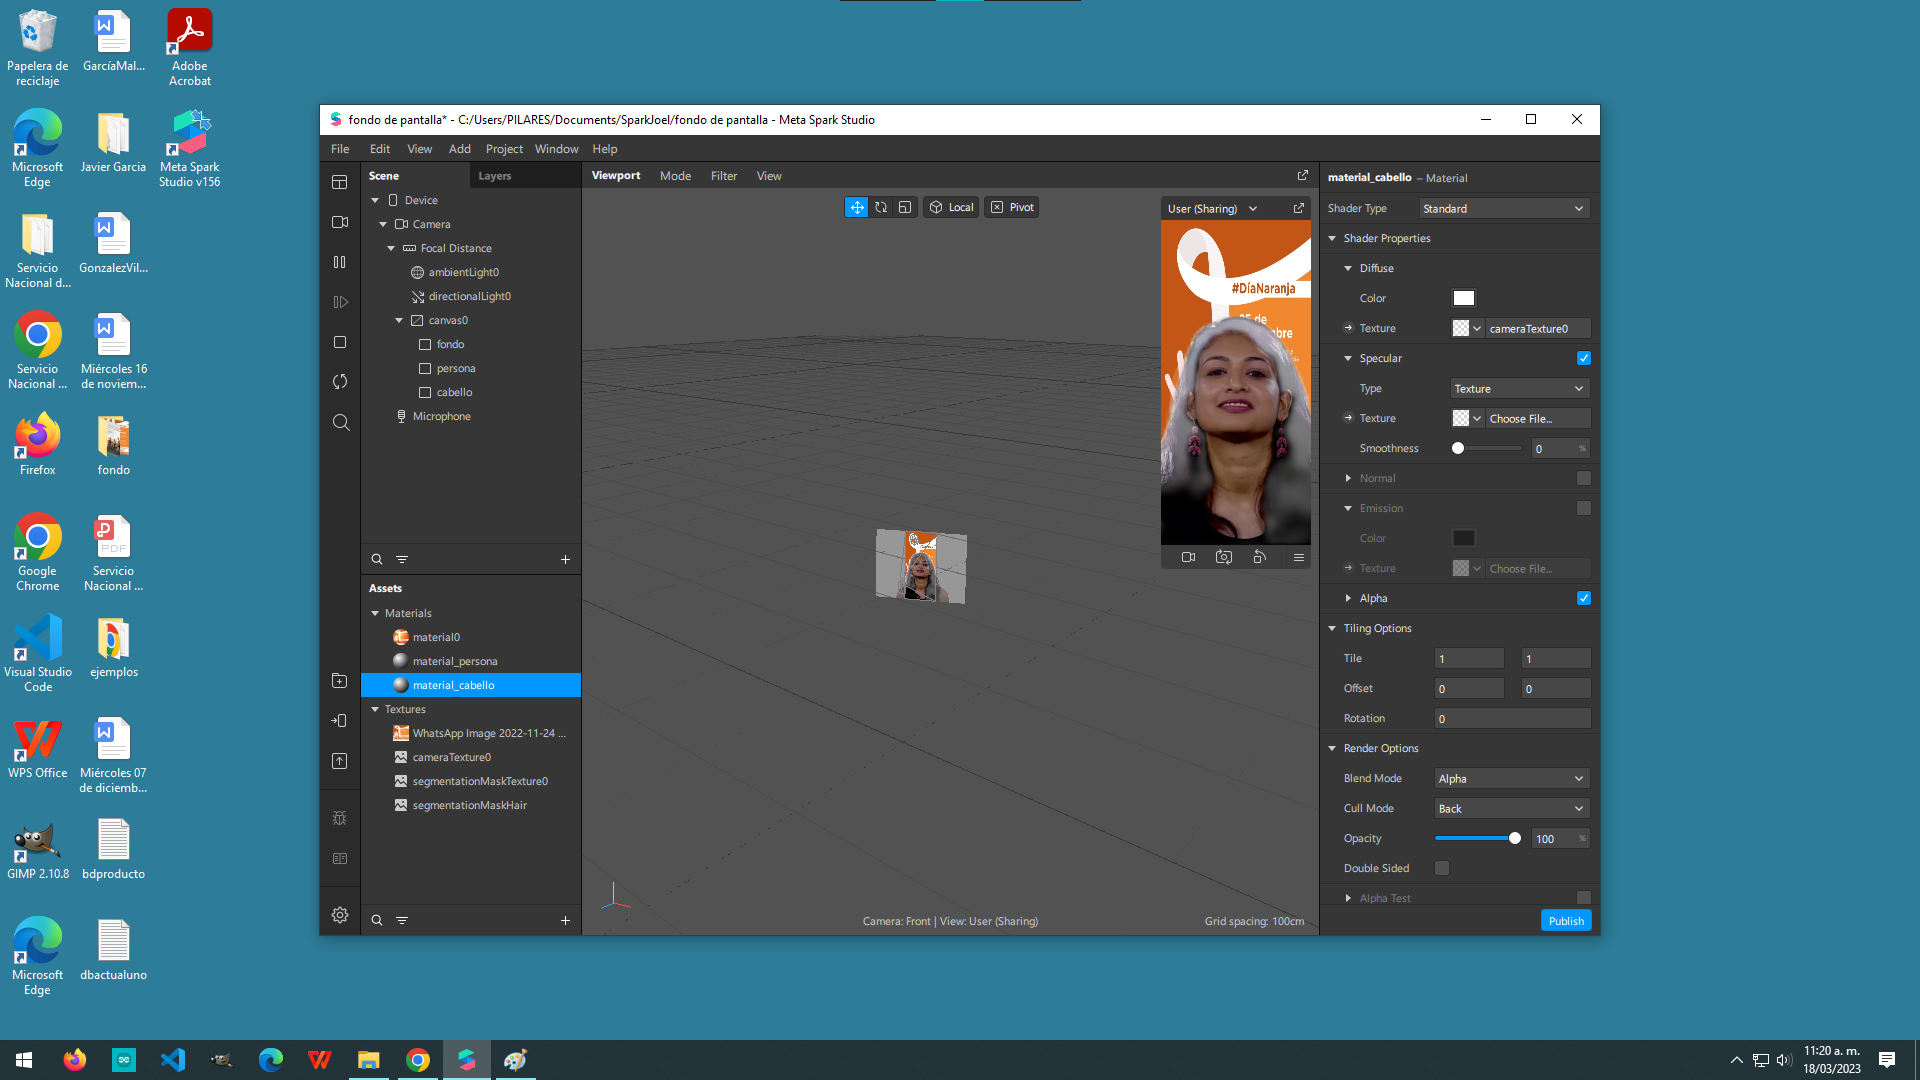 Papelera de
reciclaje
GarcíaMal...
Adobe
Acrobat
Microsoft
Edge
Javier Garcia
Meta Spark
Studio v156
Servicio
Nacional d...
GonzalezVil...
Servicio
Nacional ...
Miércoles 16
de noviem...
Firefox
fondo
Google
Chrome
Servicio
Nacional ...
Visual Studio
Code
ejemplos
WPS Office
Miércoles 07
de diciemb...
GIMP 2.10.8
bdproducto
Microsoft
Edge
dbactualuno
fondo de pantalla* - C:/Users/PILARES/Documents/SparkJoel/fondo de pantalla - Meta Spark Studio
File Edit View Add Project Window Help
Scene Layers
Device
Camera
Focal Distance
ambientLight0
directionalLight0
canvas0
fondo
persona
cabello
Microphone
Assets
Materials
material0
material_persona
material_cabello
Textures
WhatsApp Image 2022-11-24 ...
cameraTexture0
segmentationMaskTexture0
segmentationMaskHair
Viewport Mode Filter View
Local Pivot
User (Sharing)
#DíaNaranja
25 de
Camera: Front | View: User (Sharing)
Grid spacing: 100cm
material_cabello – Material
Shader Type Standard
Shader Properties
Diffuse
Color
Texture cameraTexture0
Specular
Type Texture
Texture Choose File...
Smoothness 0 %
Normal
Emission
Color
Texture Choose File...
Alpha
Tiling Options
Tile 1 1
Offset 0 0
Rotation 0
Render Options
Blend Mode Alpha
Cull Mode Back
Opacity 100 %
Double Sided
Alpha Test
Publish
11:20 a. m.
18/03/2023